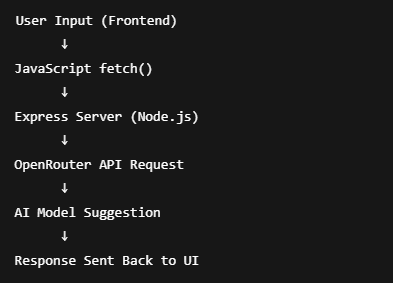 User Input (Frontend)
↓
JavaScript fetch()
↓
Express Server (Node.js)
↓
OpenRouter API Request
↓
AI Model Suggestion
↓
Response Sent Back to UI